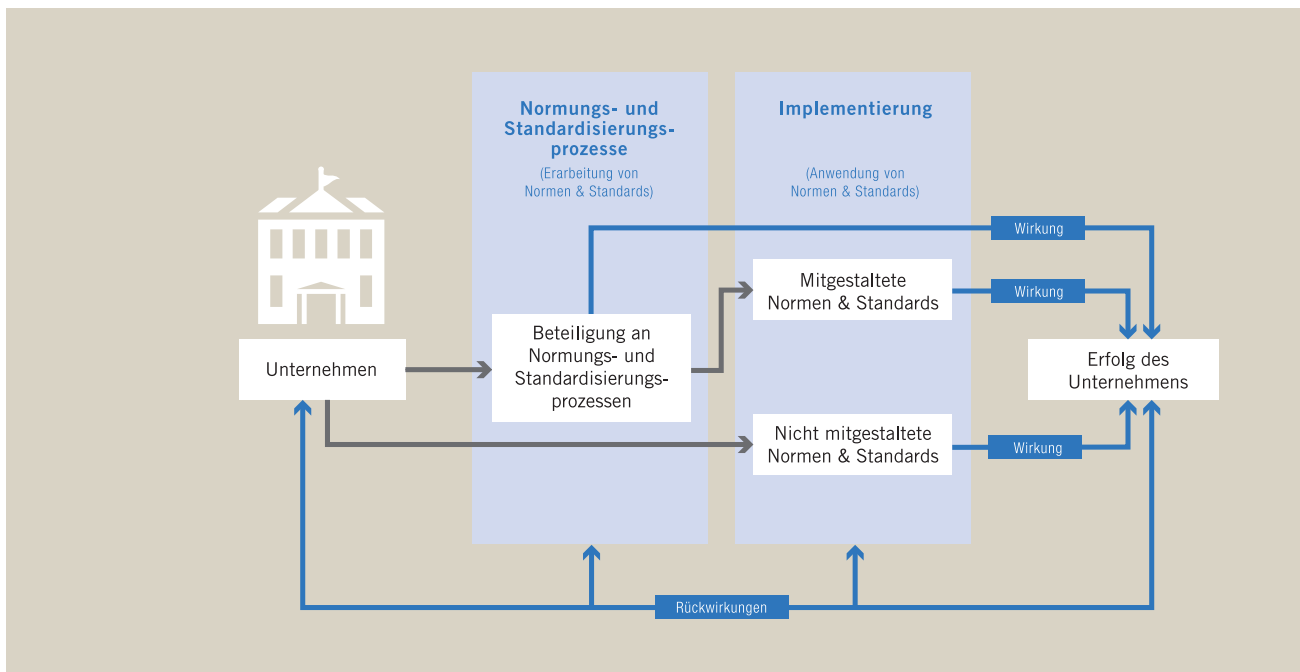 Normungs- und
Standardisierungs-
prozesse
(Erarbeitung von
Normen & Standards)
Implementierung
(Anwendung von
Normen & Standards)
Wirkung
Mitgestaltete
Normen & Standards
Wirkung
Unternehmen
Beteiligung an
Normungs- und
Standardisierungs-
prozessen
Erfolg des
Unternehmens
Nicht mitgestaltete
Normen & Standards
Wirkung
Rückwirkungen